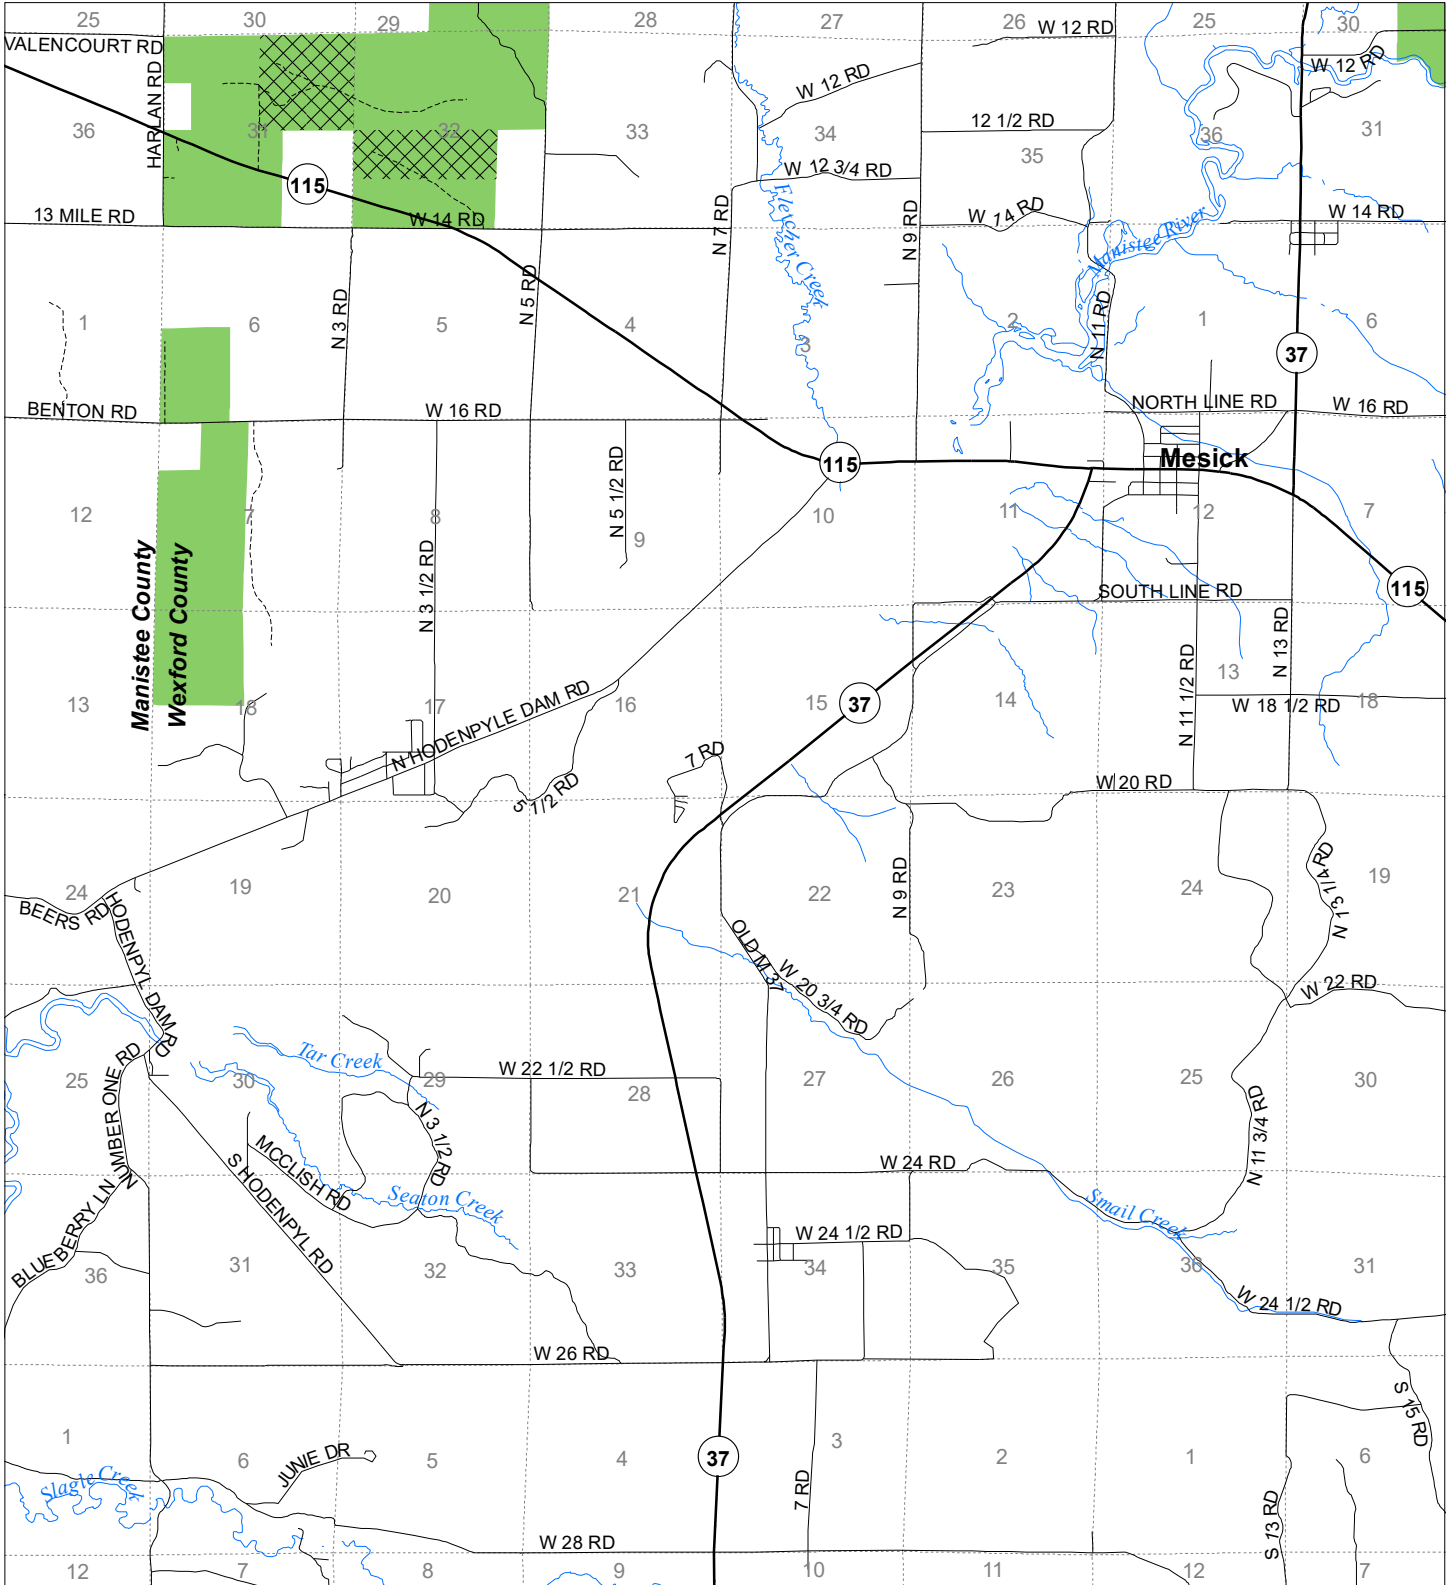 25
30
29
28
27
26
25
30
VALENCOURT RD
W 12 RD
W 12 RD
W 12 RD
HARLAN RD
36
31
32
33
34
12 1/2 RD
35
36
31
115
W 12 3/4 RD
Fletcher Creek
13 MILE RD
W 14 RD
N 7 RD
N 9 RD
W 14 RD
Manistee River
W 14 RD
1
6
N 3 RD
5
N 5 RD
4
3
2
N 11 RD
1
6
37
BENTON RD
W 16 RD
NORTH LINE RD
W 16 RD
115
Mesick
12
7
8
N 5 1/2 RD
9
10
11
12
7
Manistee County
Wexford County
N 3 1/2 RD
SOUTH LINE RD
115
13
18
17
16
15
37
14
N 11 1/2 RD
13
N 13 RD
18
W 18 1/2 RD
N HODENPYLE DAM RD
7 RD
5 1/2 RD
W 20 RD
24
19
20
21
22
N 9 RD
23
24
N 13 1/4 RD
19
BEERS RD
HODENPYL DAM RD
OLD M 37
W 20 3/4 RD
W 22 RD
Tar Creek
25
30
29
W 22 1/2 RD
28
27
26
25
30
NUMBER ONE RD
N 3 1/2 RD
N 11 3/4 RD
MCCLISH RD
S HODENPYL RD
Seaton Creek
W 24 RD
Smail Creek
BLUEBERRY LN
36
31
32
33
W 24 1/2 RD
34
35
36
31
W 24 1/2 RD
W 26 RD
S 15 RD
1
6
JUNIE DR
5
4
37
3
2
1
6
Slagle Creek
7 RD
S 13 RD
W 28 RD
12
7
8
9
10
11
12
7